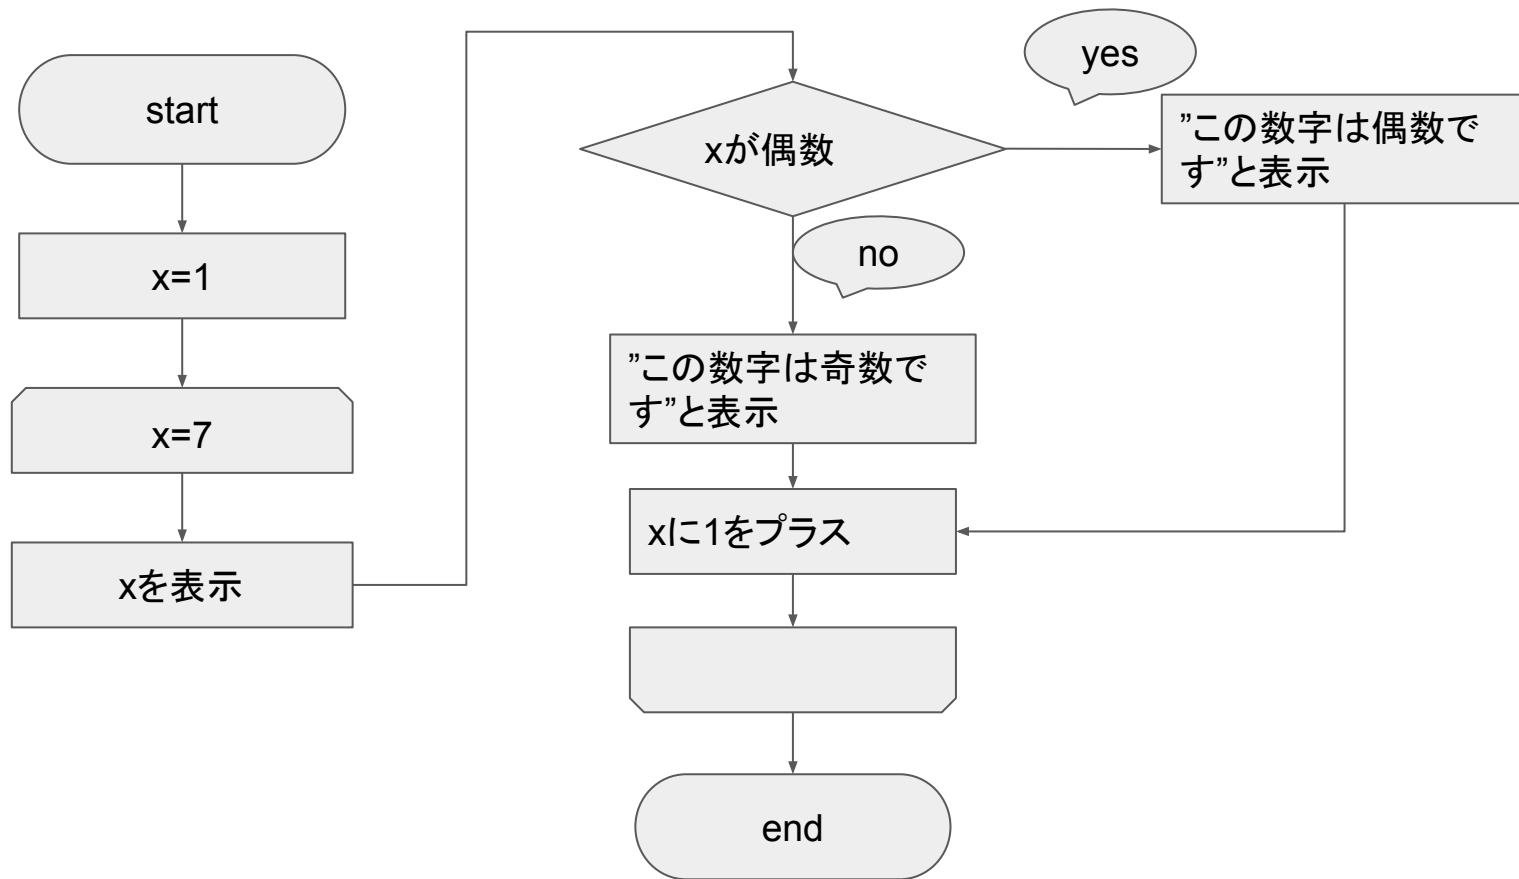 start
x=1
x=7
xを表示
xが偶数
yes
”この数字は偶数で
す”と表示
no
”この数字は奇数で
す”と表示
xに1をプラス
end